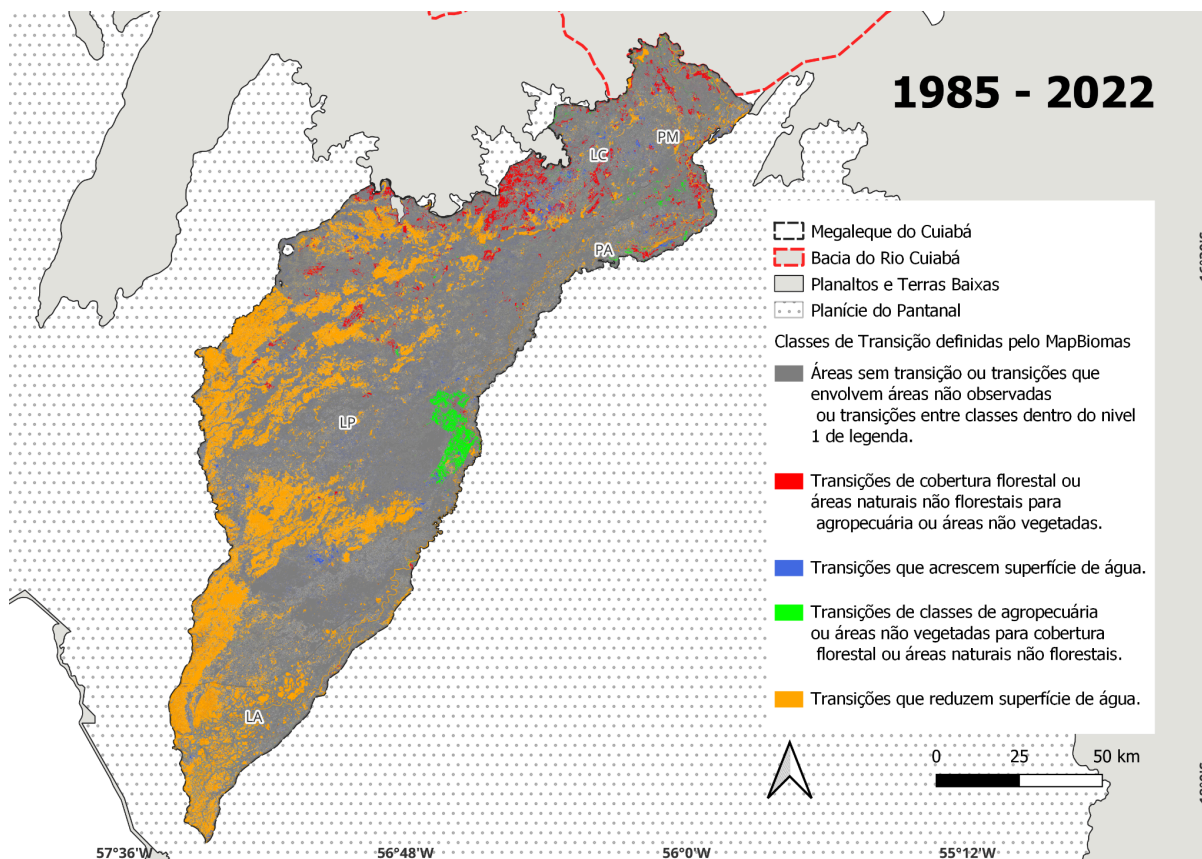 1985 - 2022
PM
LC
PA
LP
LA
Megaleque do Cuiabá
Bacia do Rio Cuiabá
Planaltos e Terras Baixas
Planície do Pantanal
Classes de Transição definidas pelo MapBiomas
Áreas sem transição ou transições que
envolvem áreas não observadas
ou transições entre classes dentro do nivel
1 de legenda.
Transições de cobertura florestal ou
áreas naturais não florestais para
agropecuária ou áreas não vegetadas.
Transições que acrescem superfície de água.
Transições de classes de agropecuária
ou áreas não vegetadas para cobertura
florestal ou áreas naturais não florestais.
Transições que reduzem superfície de água.
0 25 50 km
57°36'W 56°48'W 56°0'W 55°12'W